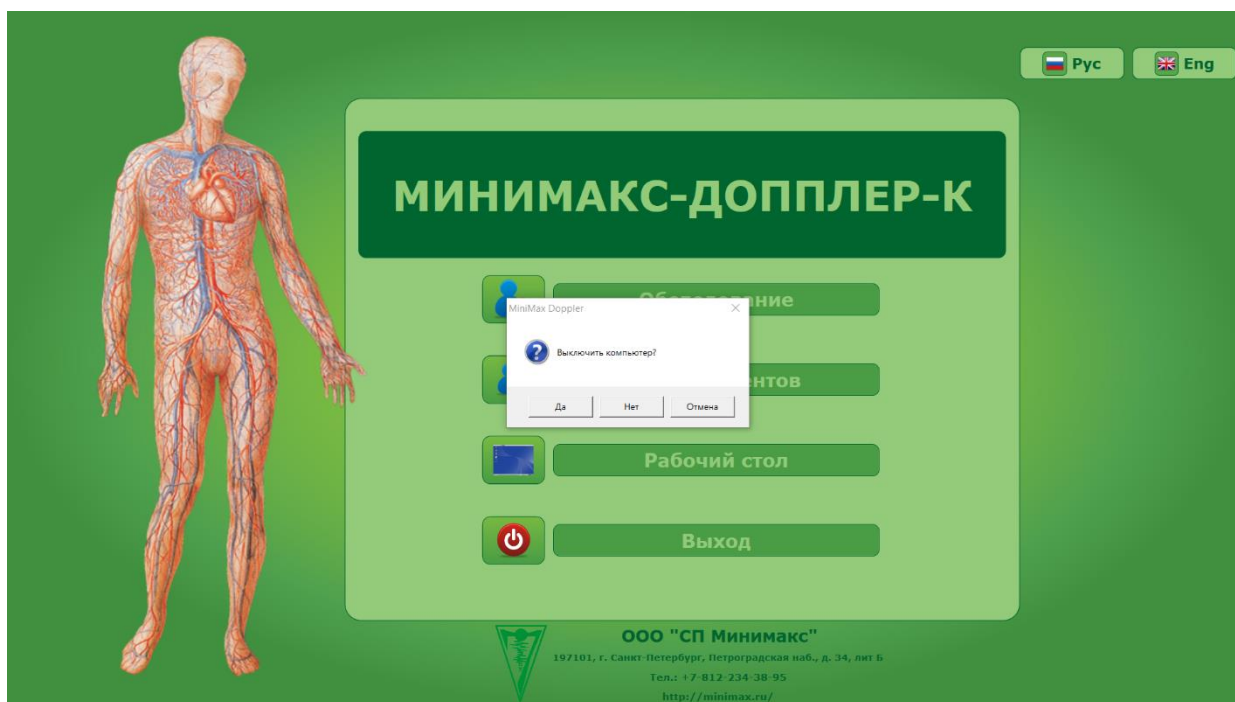 Рус
Eng
МИНИМАКС-ДОППЛЕР-К
MiniMax Doppler
Выключить компьютер?
Да
Нет
Отмена
Рабочий стол
Выход
ООО "СП Минимакс"
197101, г. Санкт-Петербург, Петроградская наб., д. 34, лит Б
Тел.: +7-812-234-38-95
http://minimax.ru/